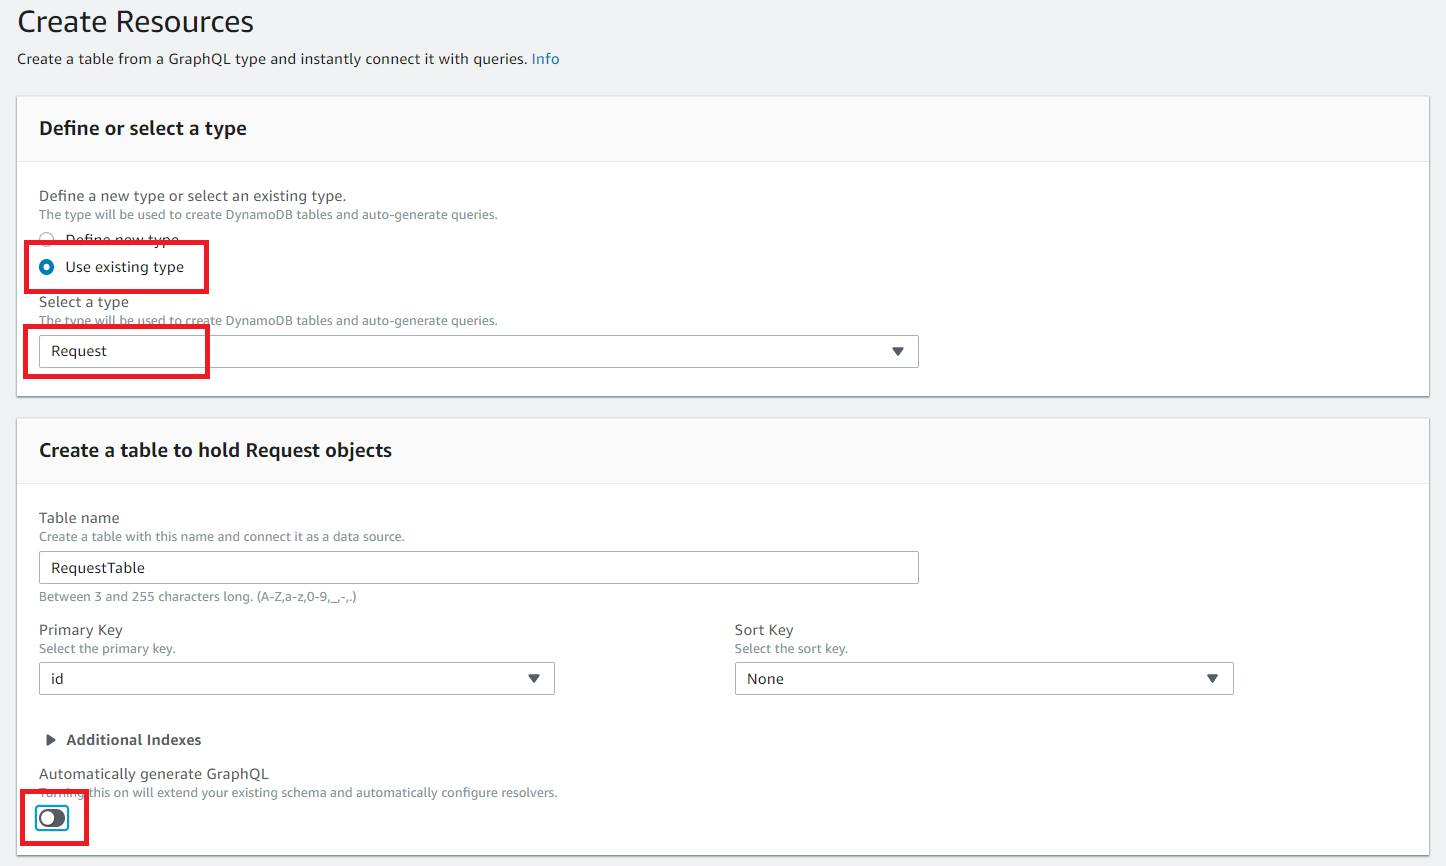 Create Resources
Create a table from a GraphQL type and instantly connect it with queries. Info
Define or select a type
Define a new type or select an existing type.
The type will be used to create DynamoDB tables and auto-generate queries.
Define new type
Use existing type
Select a type
The type will be used to create DynamoDB tables and auto-generate queries.
Request
Create a table to hold Request objects
Table name
Create a table with this name and connect it as a data source.
RequestTable
Between 3 and 255 characters long. (A-Z,a-z,0-9,_,-,.)
Primary Key
Select the primary key.
id
Sort Key
Select the sort key.
None
Additional Indexes
Automatically generate GraphQL
Turning this on will extend your existing schema and automatically configure resolvers.